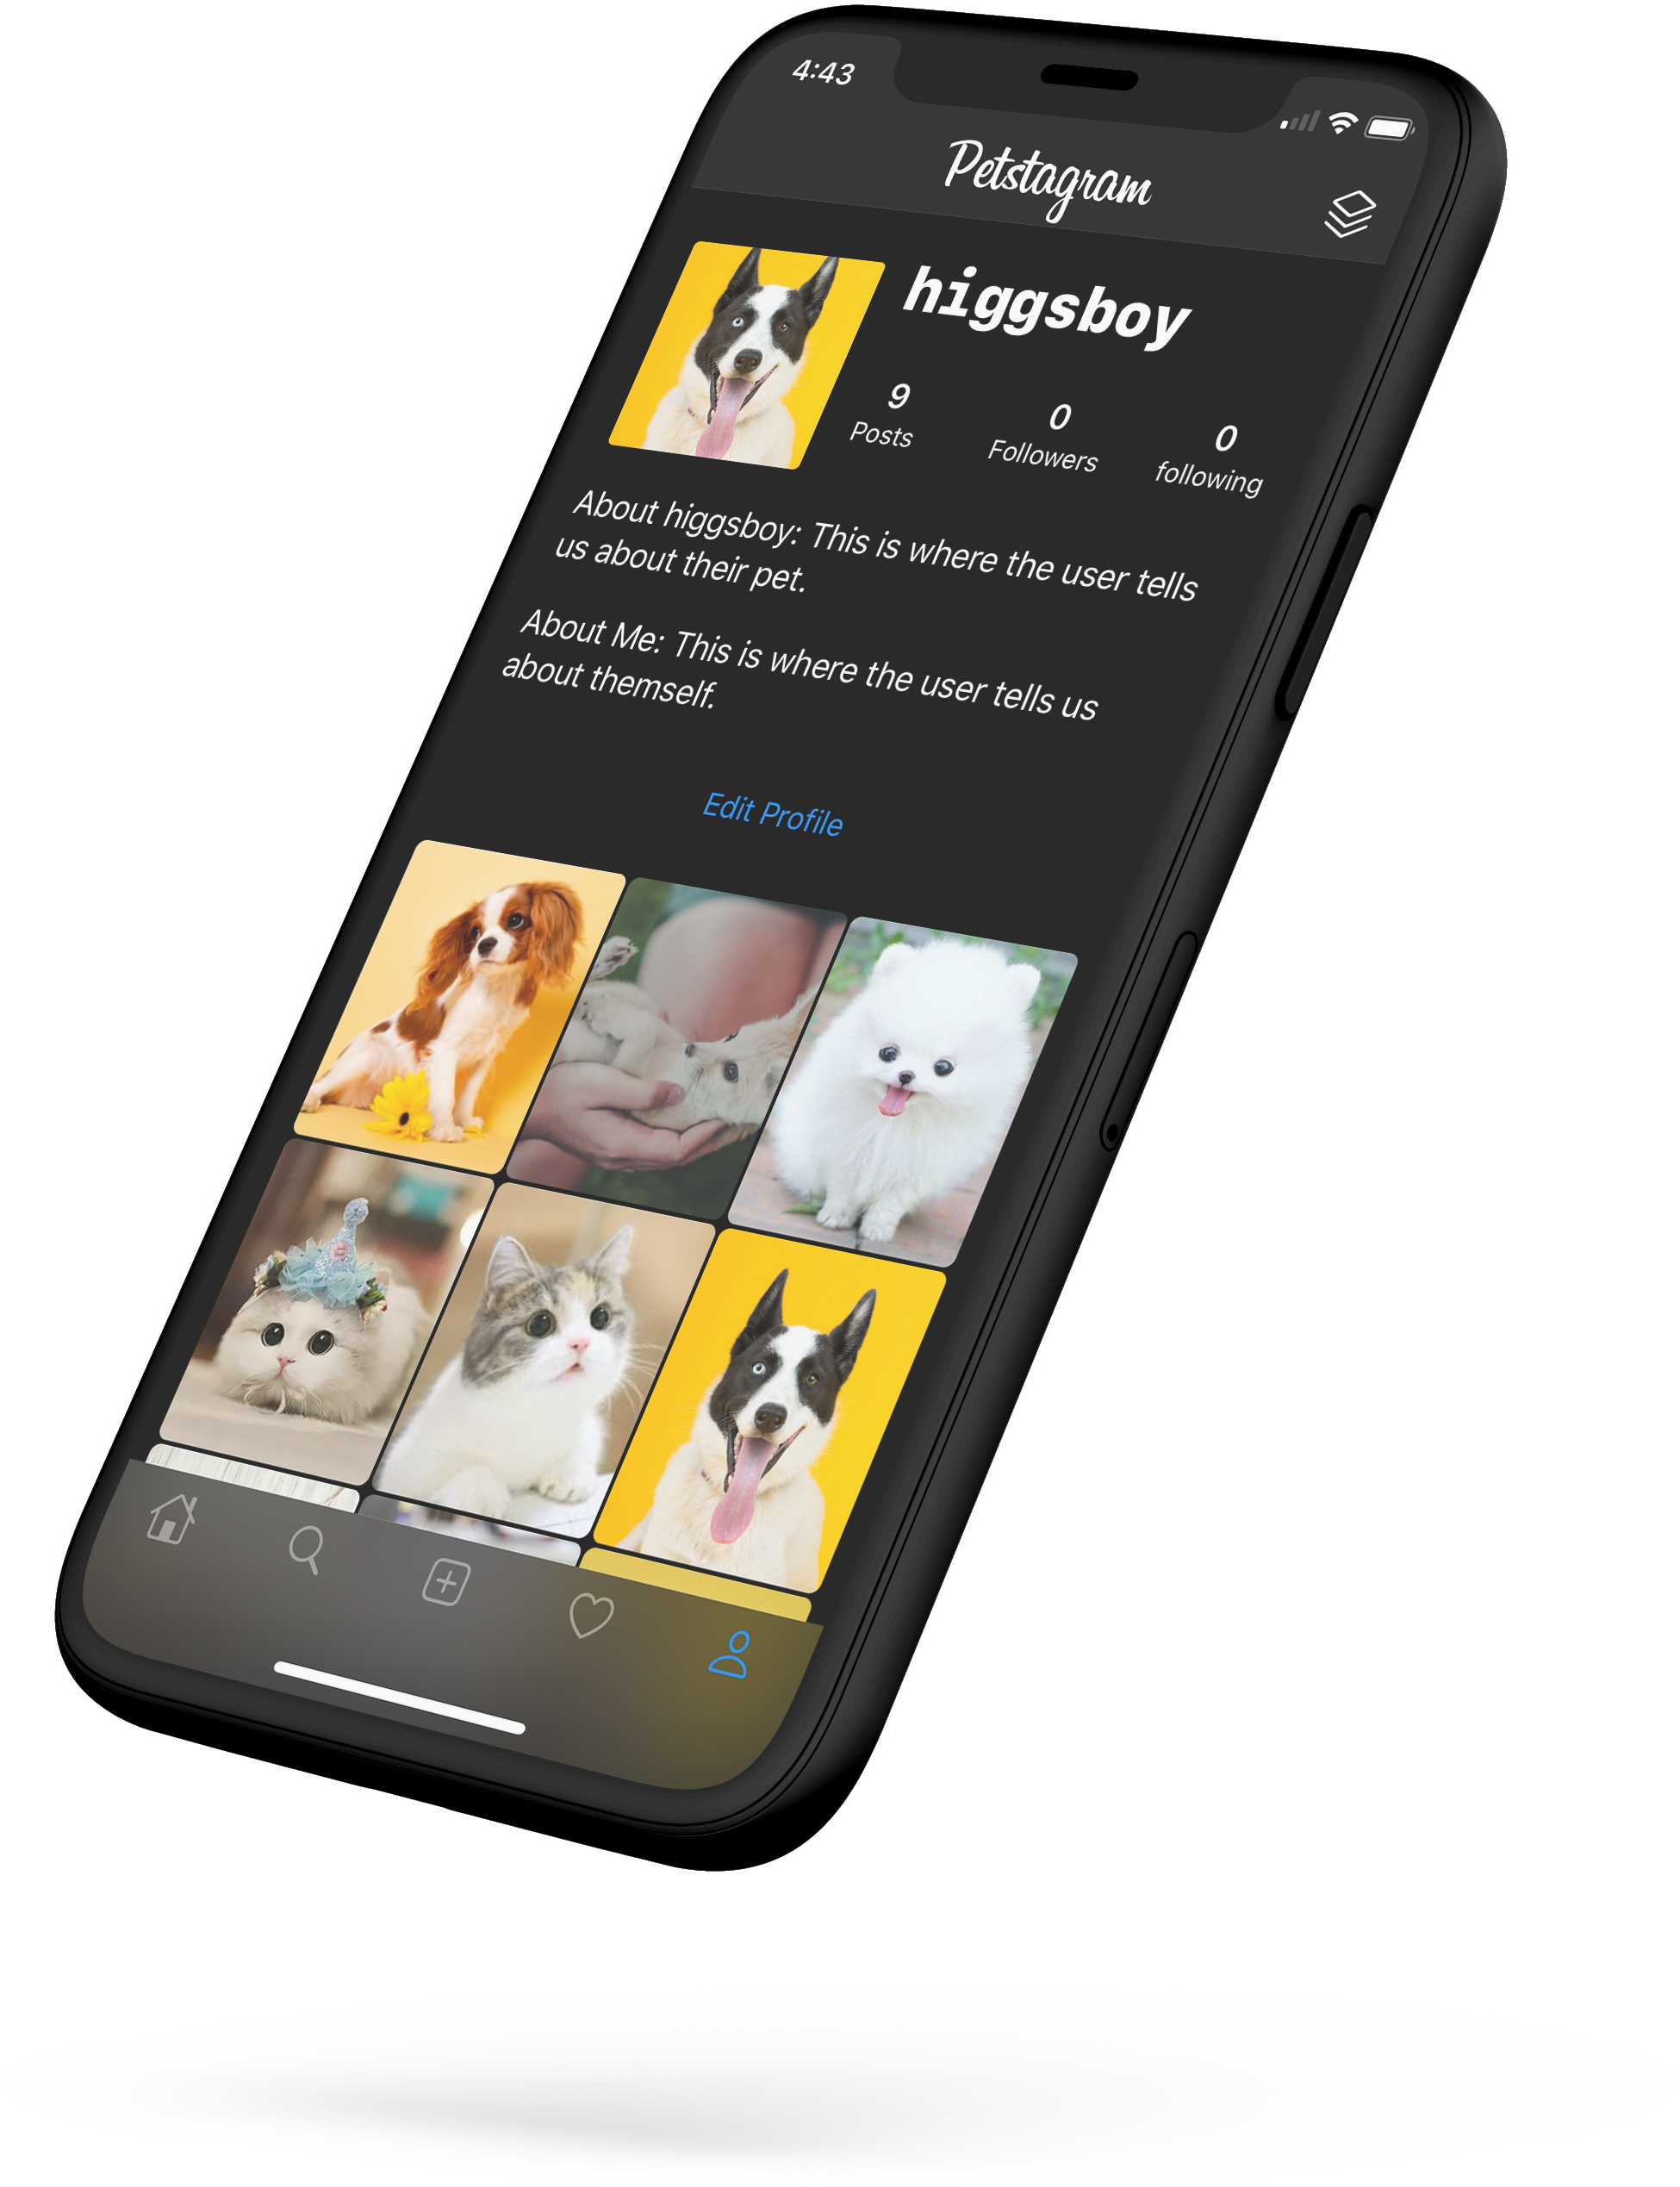 4:43
Petstagram
higgsboy
9
Posts
0
Followers
0
following
About higgsboy: This is where the user tells
us about their pet.
About Me: This is where the user tells us
about themself.
Edit Profile